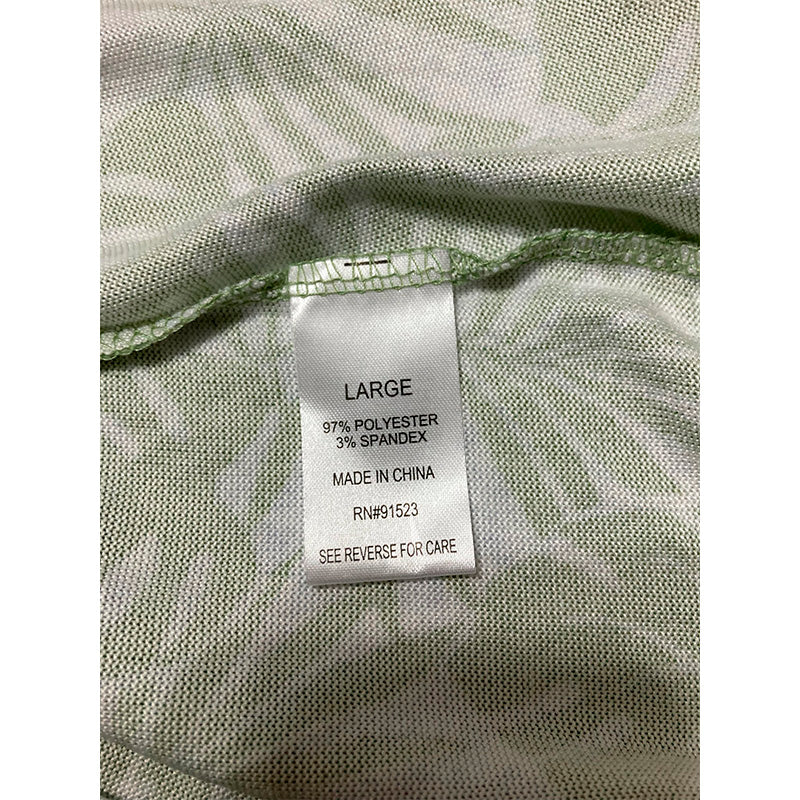 LARGE
97% POLYESTER
3% SPANDEX
MADE IN CHINA
RN#91523
SEE REVERSE FOR CARE